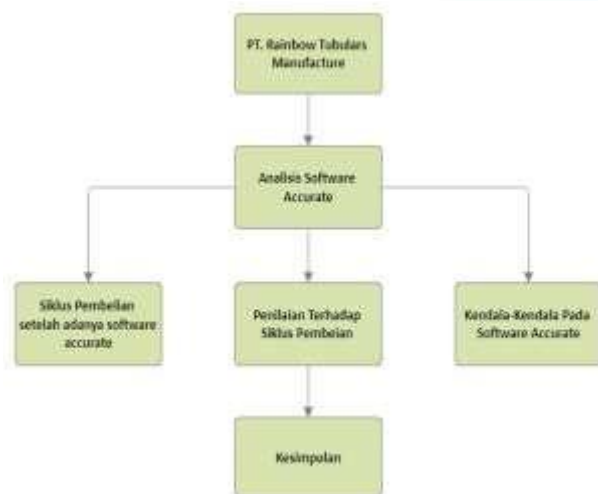 PT. Rainbow Tubulars
Manufacture
Analisis Software
Accurate
Siklus Pembelian
setelah adanya software
accurate
Penilaian Terhadap
Siklus Pembeian
Kendala-Kendala Pada
Software Accurate
Kesimpulan